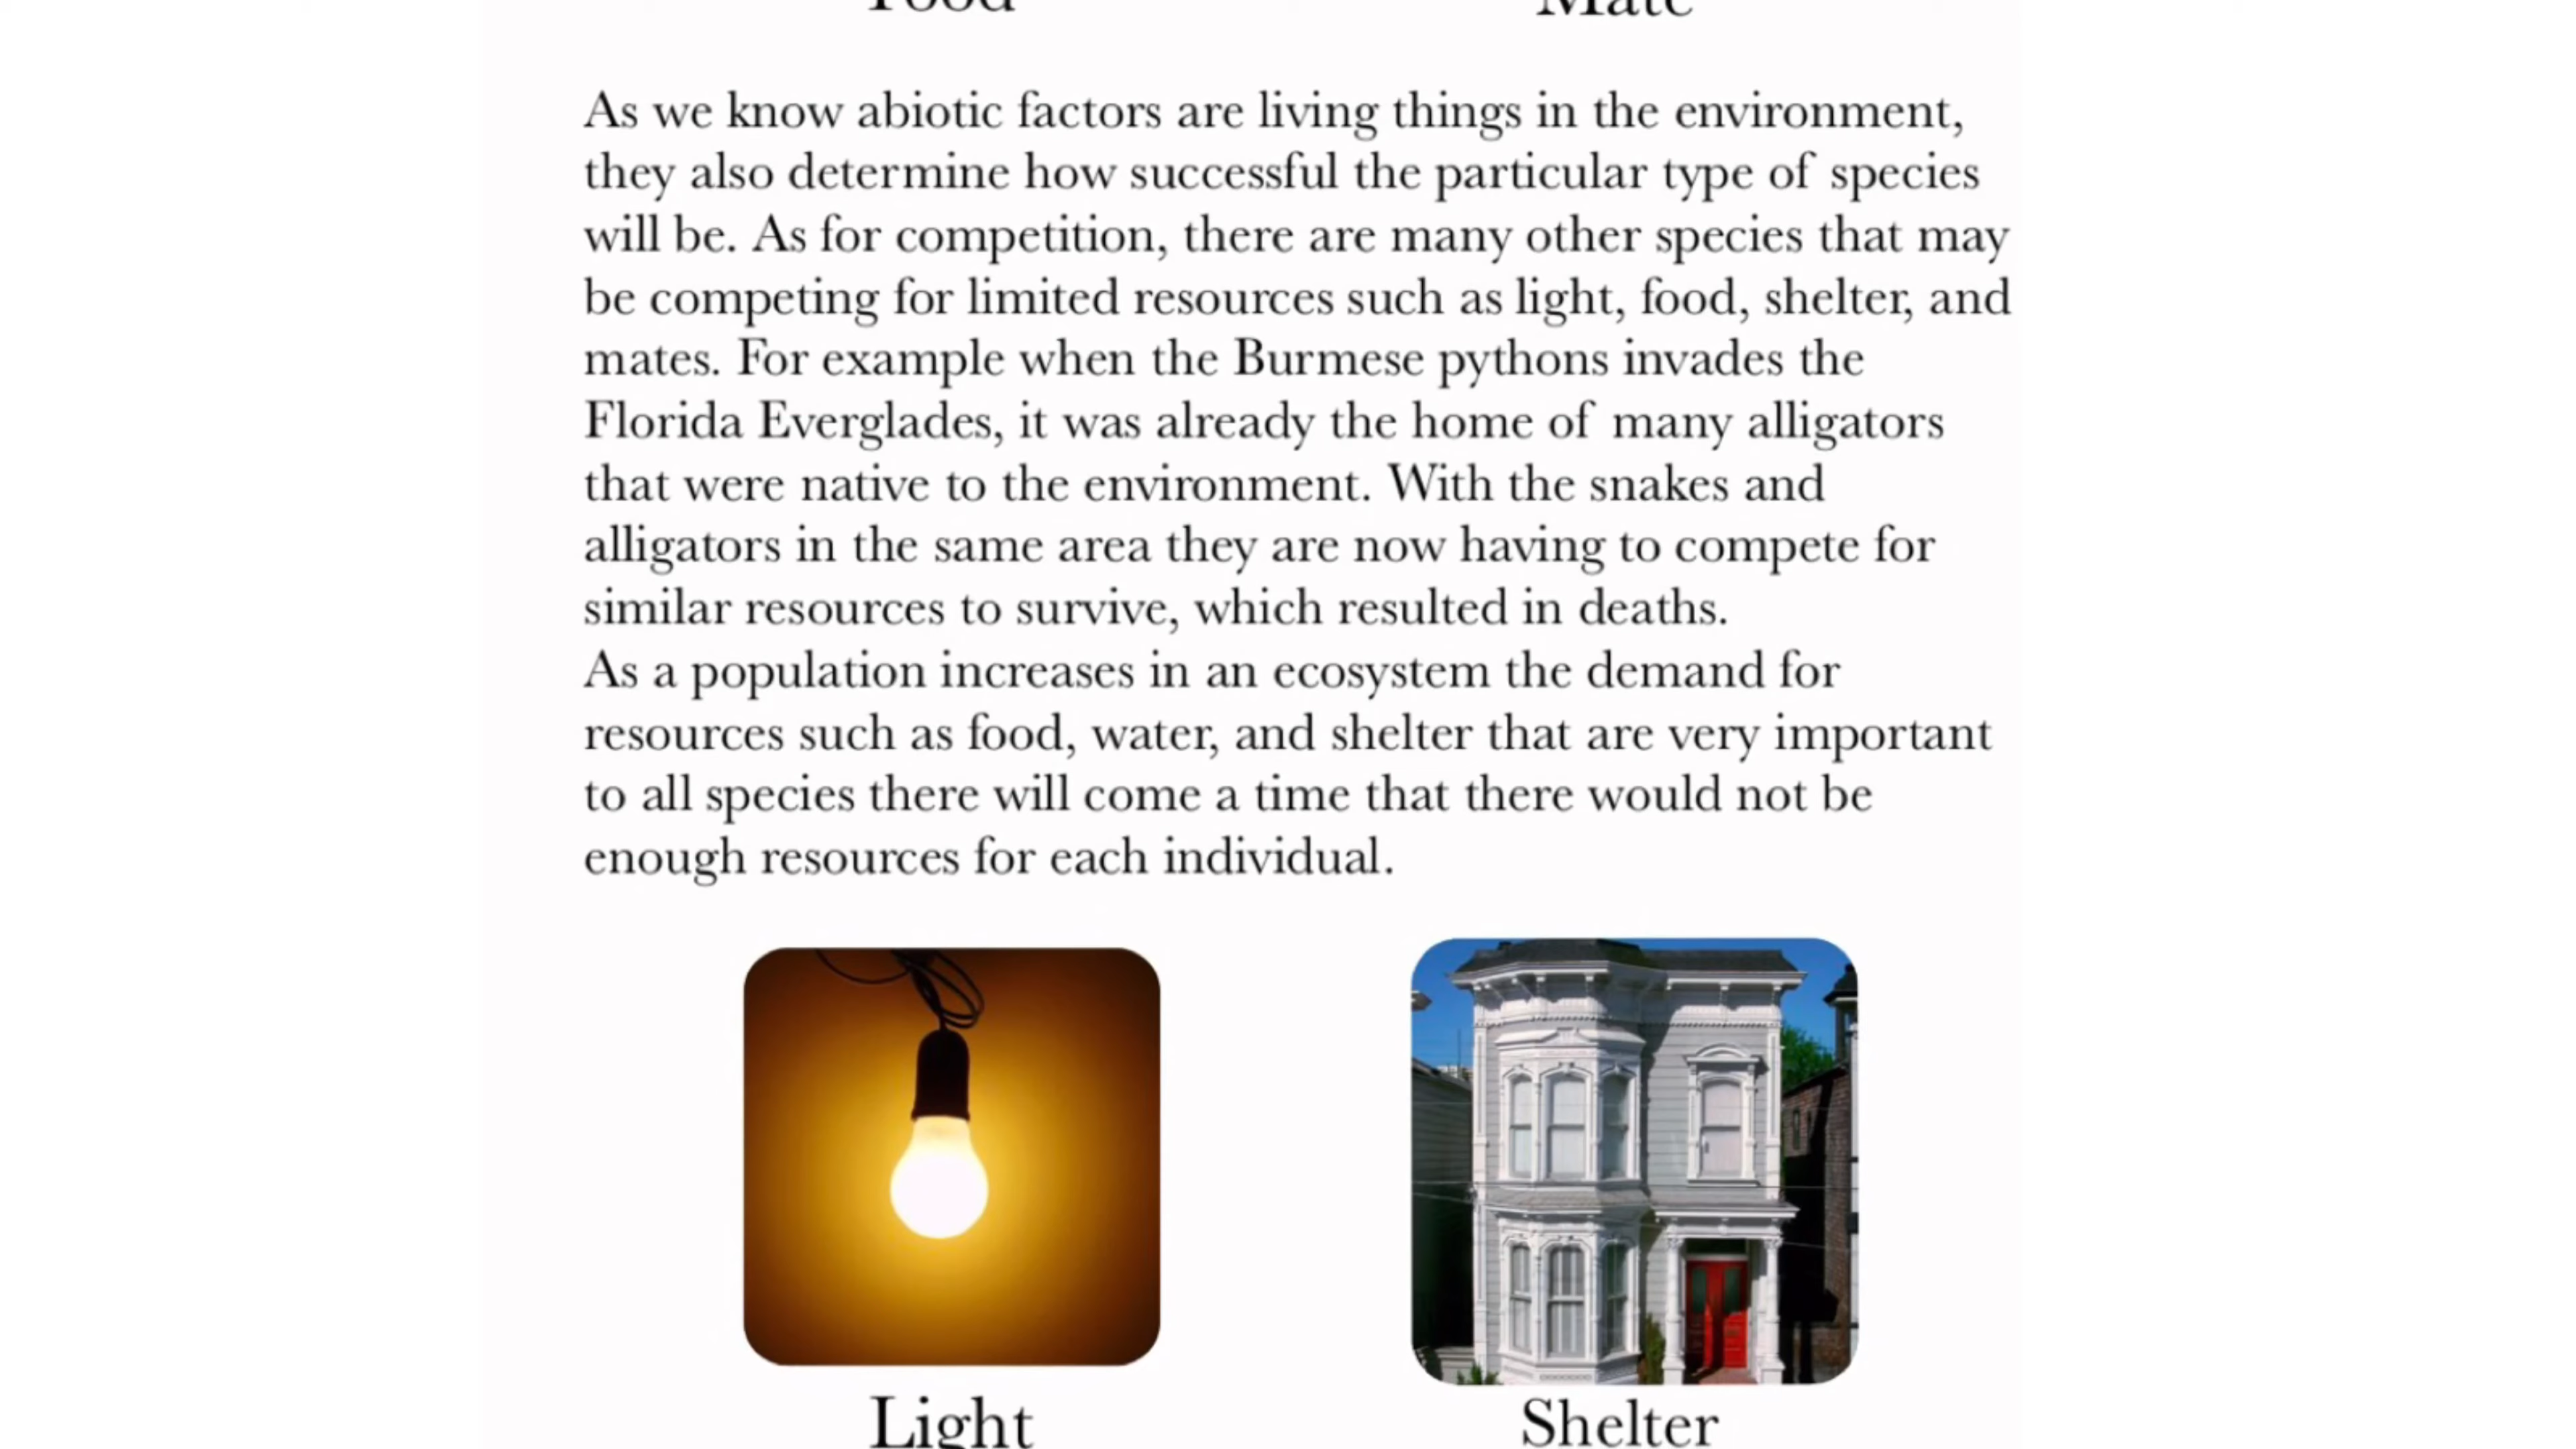 Food Mate
As we know abiotic factors are living things in the environment,
they also determine how successful the particular type of species
will be. As for competition, there are many other species that may
be competing for limited resources such as light, food, shelter, and
mates. For example when the Burmese pythons invades the
Florida Everglades, it was already the home of many alligators
that were native to the environment. With the snakes and
alligators in the same area they are now having to compete for
similar resources to survive, which resulted in deaths.
As a population increases in an ecosystem the demand for
resources such as food, water, and shelter that are very important
to all species there will come a time that there would not be
enough resources for each individual.
Light Shelter